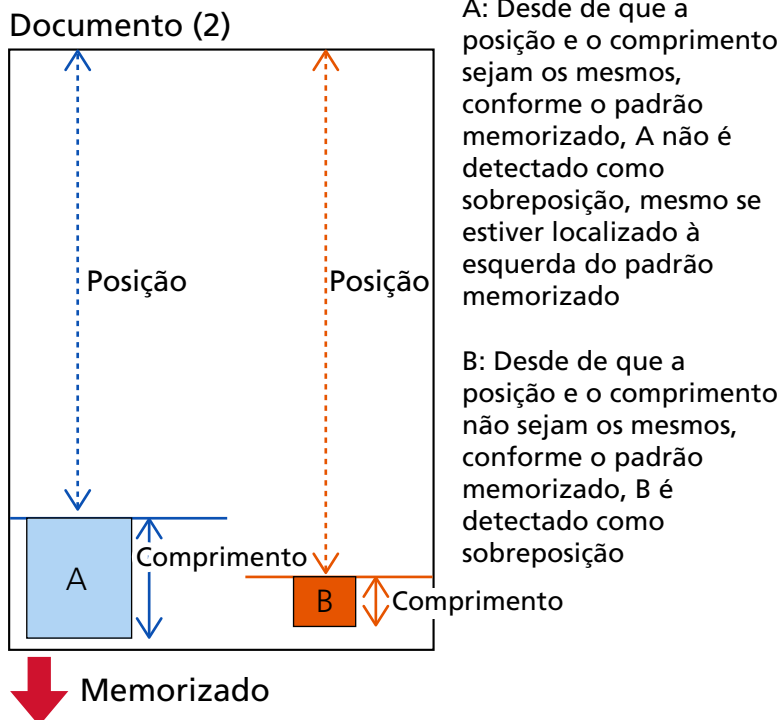 Documento (2)
Posição
Posição
Comprimento
A
B
Comprimento
Memorizado
A: Desde de que a
posição e o comprimento
sejam os mesmos,
conforme o padrão
memorizado, A não é
detectado como
sobreposição, mesmo se
estiver localizado à
esquerda do padrão
memorizado
B: Desde de que a
posição e o comprimento
não sejam os mesmos,
conforme o padrão
memorizado, B é
detectado como
sobreposição